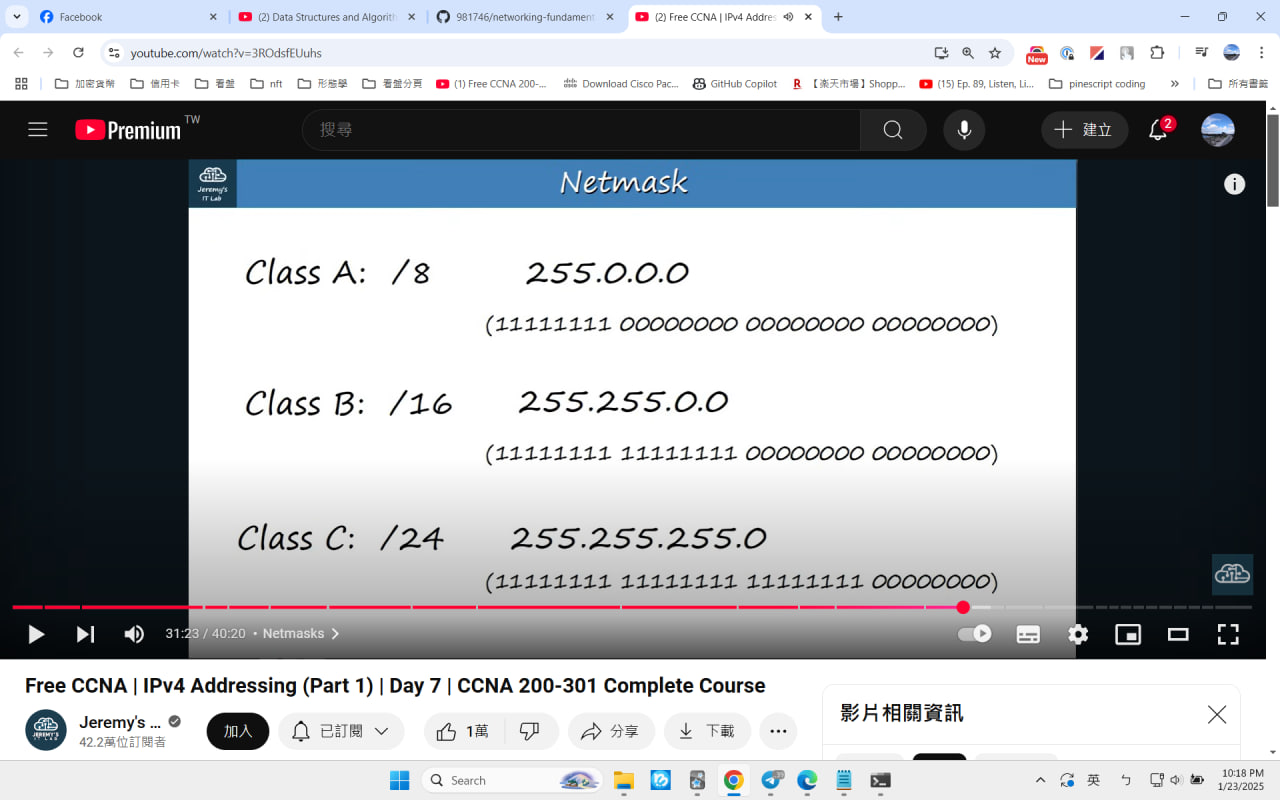 Facebook
(2) Data Structures and Algorith
981746/networking-fundament
(2) Free CCNA | IPv4 Addres
youtube.com/watch?v=3ROdsfEUuhs
New
加密貨幣
信用卡
看盤
nft
形態學
看盤分頁
(1) Free CCNA 200-...
Download Cisco Pac...
GitHub Copilot
【楽天市場】Shopp...
(15) Ep. 89, Listen, Li...
pinescript coding
所有書籤
Premium TW
搜尋
建立
2
Jeremy's
IT Lab
Netmask
Class A: /8 255.0.0.0
(11111111 00000000 00000000 00000000)
Class B: /16 255.255.0.0
(11111111 11111111 00000000 00000000)
Class C: /24 255.255.255.0
(11111111 11111111 11111111 00000000)
31:23 / 40:20 • Netmasks
Free CCNA | IPv4 Addressing (Part 1) | Day 7 | CCNA 200-301 Complete Course
JEREMY'S
IT LAB
Jeremy's ...
42.2萬位訂閱者
加入
已訂閱
1萬
分享
下載
影片相關資訊
Search
英
ㄅ
10:18 PM
1/23/2025